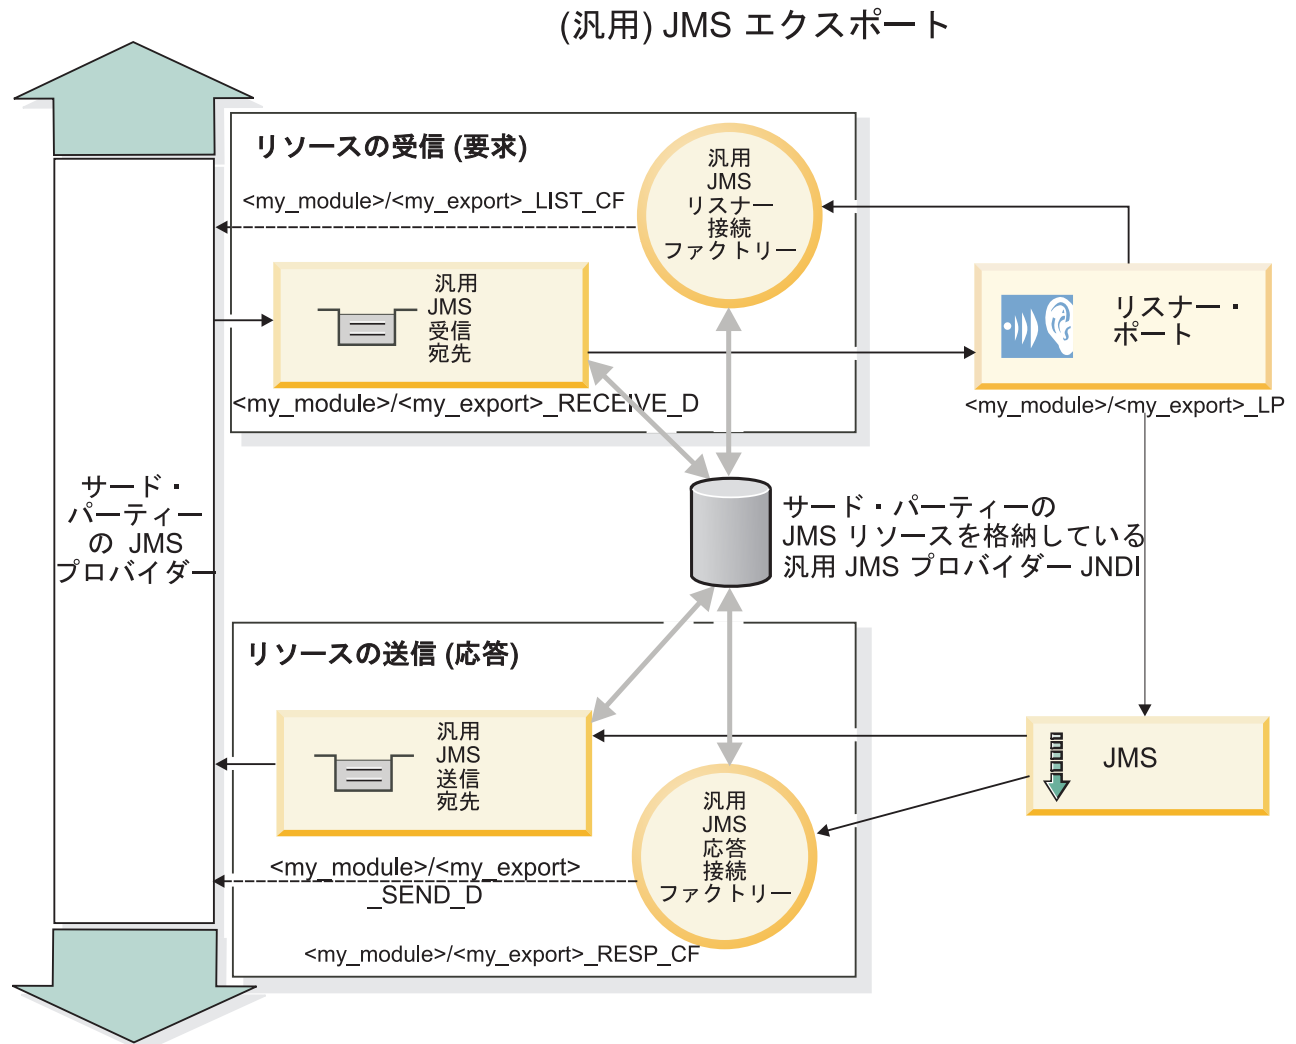 (汎用) JMS エクスポート
リソースの受信 (要求)
<my_module>/<my_export>_LIST_CF
汎用
JMS
リスナー
接続
ファクトリー
汎用
JMS
受信
宛先
<my_module>/<my_export>_RECEIVE_D
リスナー・
ポート
<my_module>/<my_export>_LP
サード・
パーティー
の JMS
プロバイダー
サード・パーティーの
JMS リソースを格納している
汎用 JMS プロバイダー JNDI
リソースの送信 (応答)
汎用
JMS
送信
宛先
<my_module>/<my_export>
_SEND_D
汎用
JMS
応答
接続
ファクトリー
<my_module>/<my_export>_RESP_CF
JMS